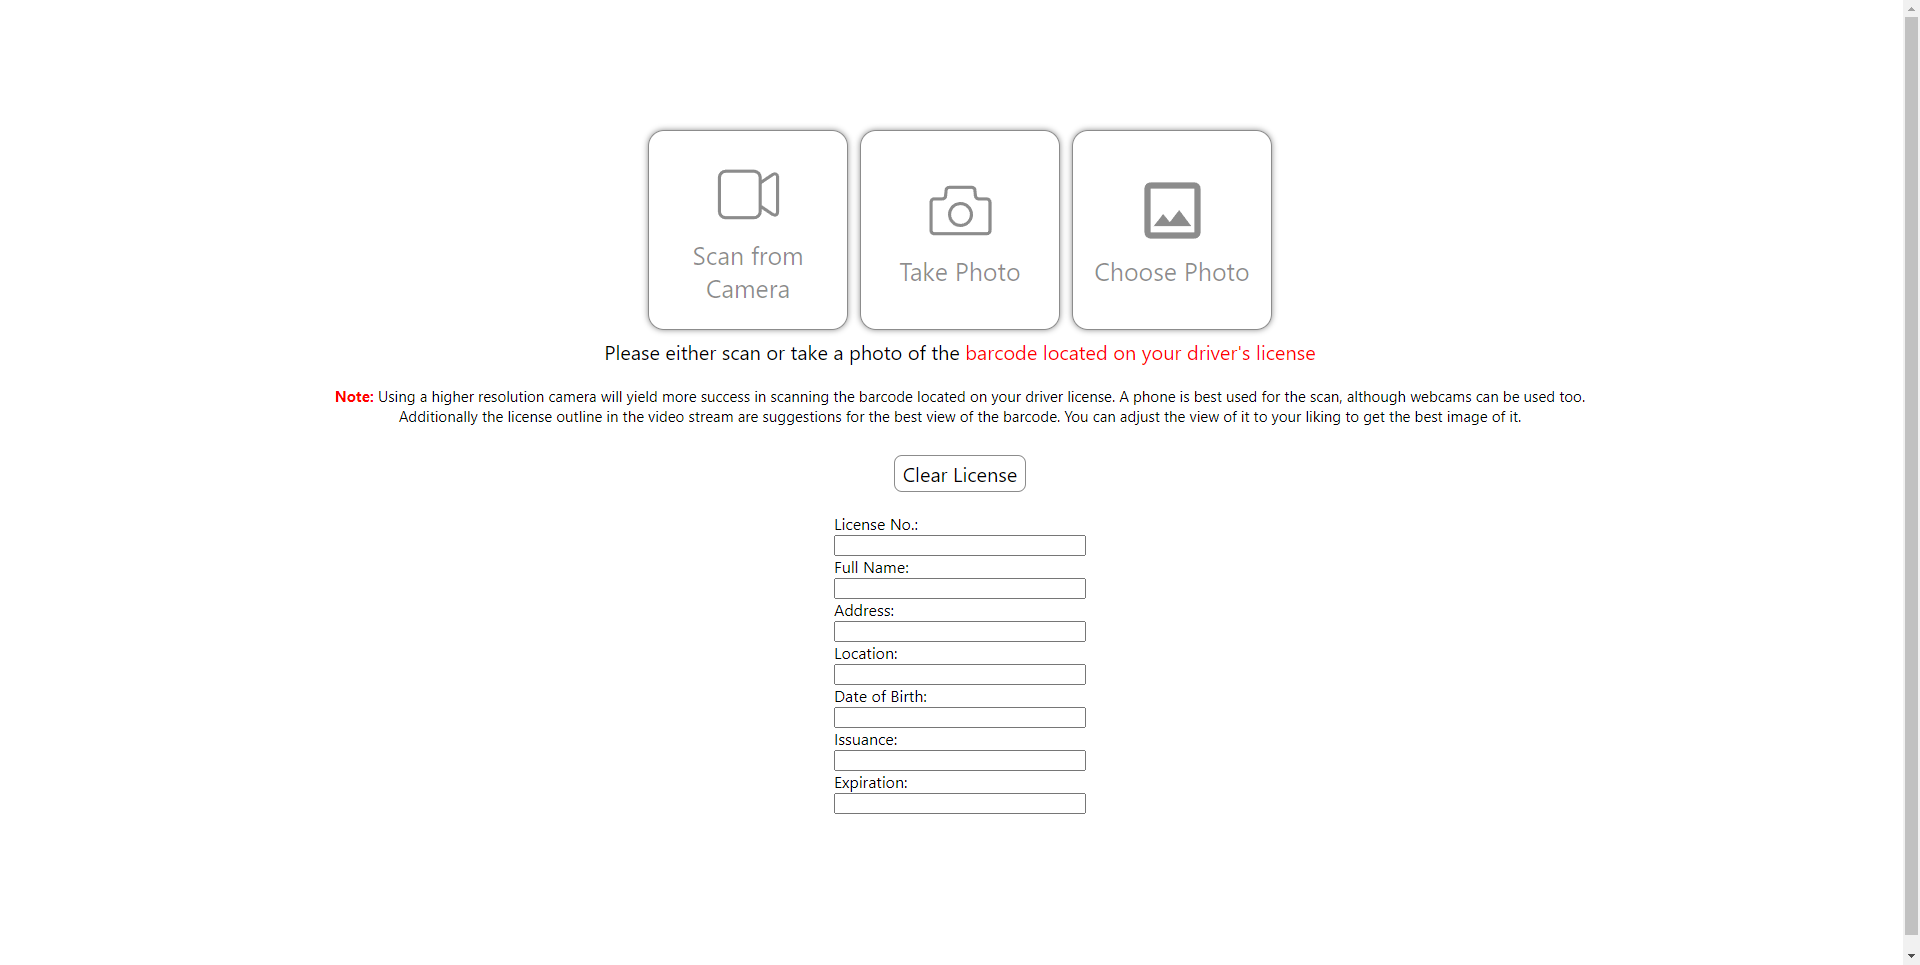 Scan from
Camera
Take Photo
Choose Photo
Please either scan or take a photo of the barcode located on your driver's license
Note: Using a higher resolution camera will yield more success in scanning the barcode located on your driver license. A phone is best used for the scan, although webcams can be used too.
Additionally the license outline in the video stream are suggestions for the best view of the barcode. You can adjust the view of it to your liking to get the best image of it.
Clear License
License No.:
Full Name:
Address:
Location:
Date of Birth:
Issuance:
Expiration: